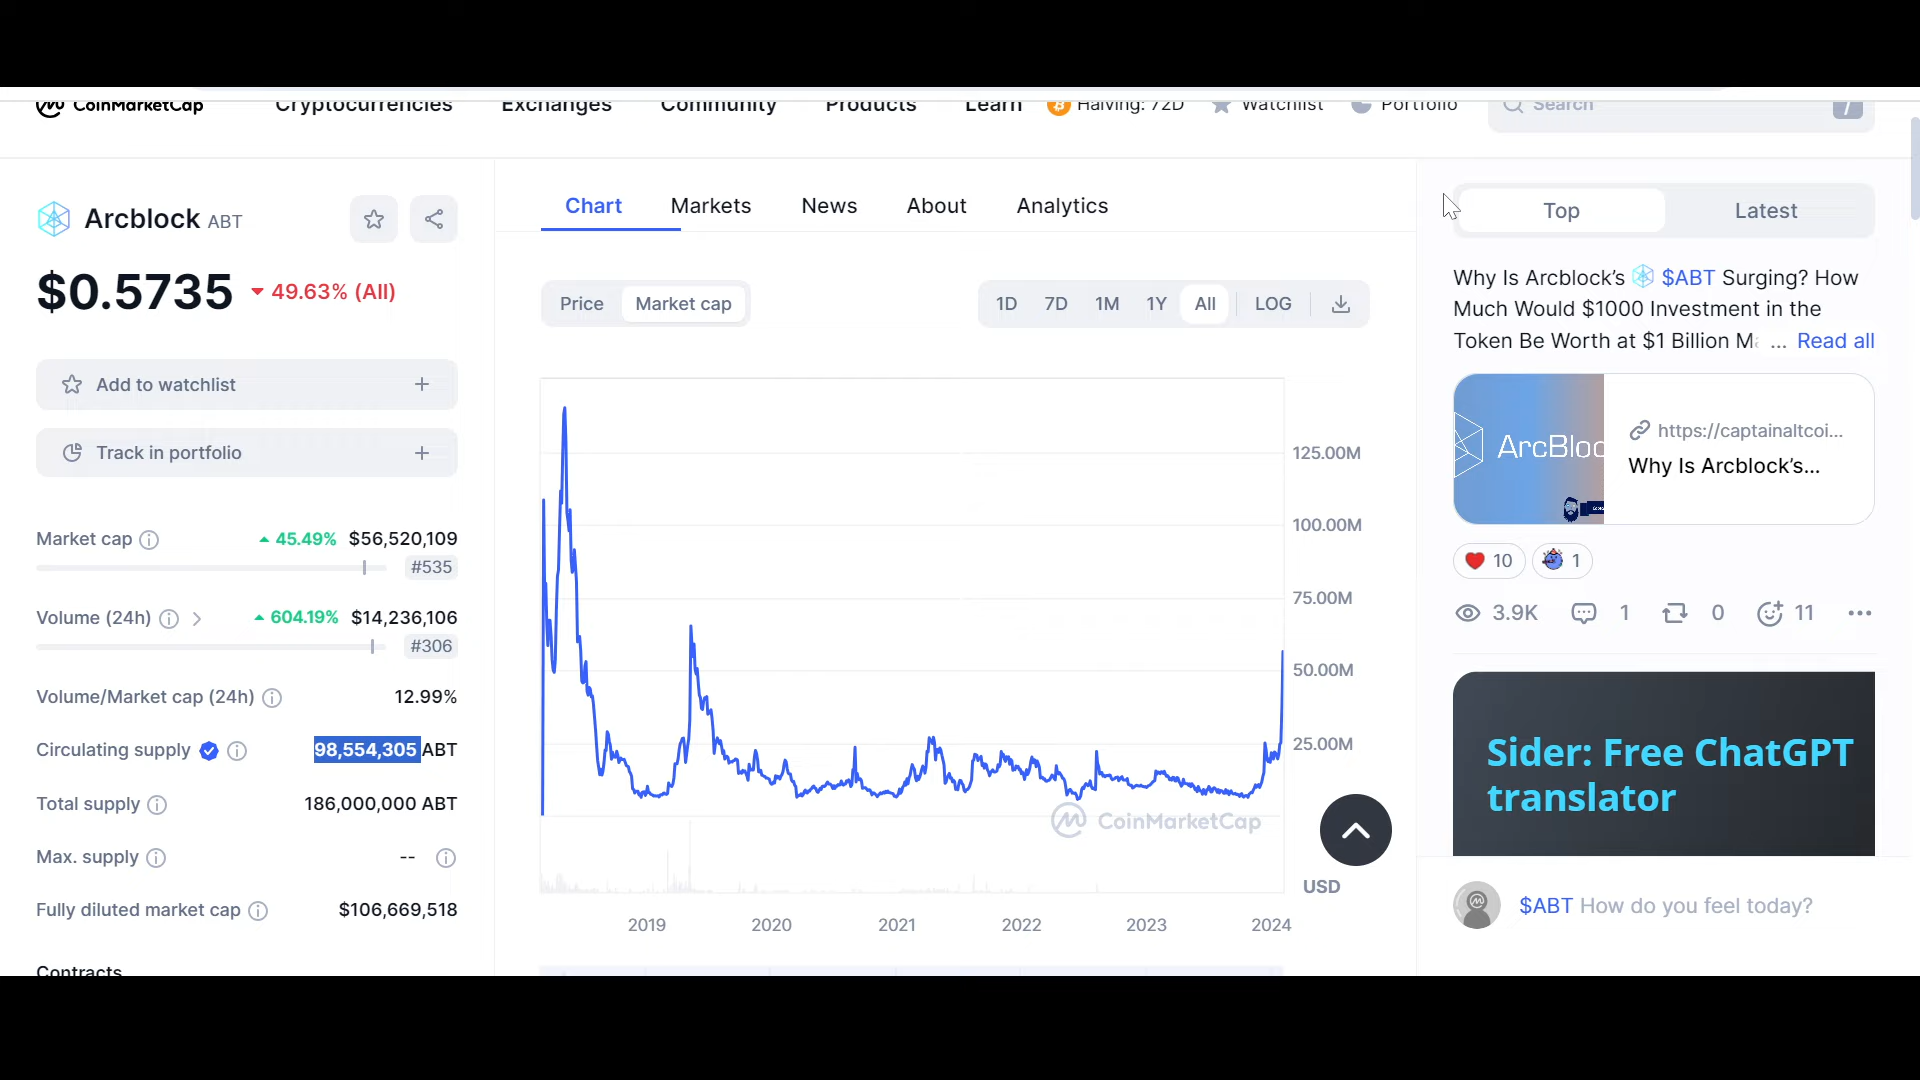 CoinMarketCap
Cryptocurrencies
Exchanges
Community
Products
Learn
Halving: 72D
Watchlist
Portfolio
Search
/
Arcblock ABT
$0.5735 49.63% (All)
Add to watchlist +
Track in portfolio +
Market cap 45.49% $56,520,109
#535
Volume (24h) 604.19% $14,236,106
#306
Volume/Market cap (24h) 12.99%
Circulating supply 98,554,305 ABT
Total supply 186,000,000 ABT
Max. supply --
Fully diluted market cap $106,669,518
Contracts
Chart Markets News About Analytics
Price Market cap
1D 7D 1M 1Y All LOG
125.00M
100.00M
75.00M
50.00M
25.00M
CoinMarketCap
USD
2019 2020 2021 2022 2023 2024
Top Latest
Why Is Arcblock’s $ABT Surging? How
Much Would $1000 Investment in the
Token Be Worth at $1 Billion Ma ... Read all
ArcBloc
https://captainaltcoi...
Why Is Arcblock’s...
10 1
3.9K 1 0 11
Sider: Free ChatGPT
translator
$ABT How do you feel today?